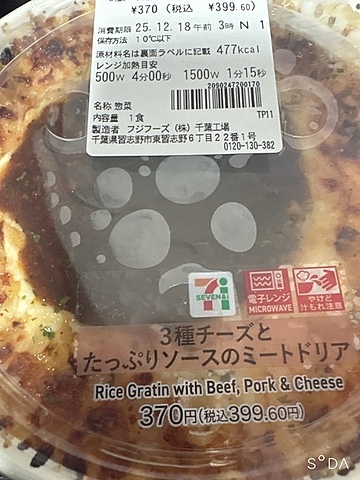 ¥370 (税込 ¥399.60)
消費期限 25.12.18午前 3時 N 1
保存方法 10℃以下
原材料名は裏面ラベルに記載 477kcal
レンジ加熱目安
500W 4分00秒 1500W 1分15秒
2090247200170
名称 惣菜
TP11
内容量 1食
製造者 フジフーズ(株)千葉工場
千葉県習志野市東習志野6丁目22番1号
0120-130-382
SEVEN&i
電子レンジ
MICROWAVE
やけど
汁もれ注意
3種チーズと
たっぷりソースのミートドリア
Rice Gratin with Beef, Pork & Cheese
370円(税込399.60円)
SODA